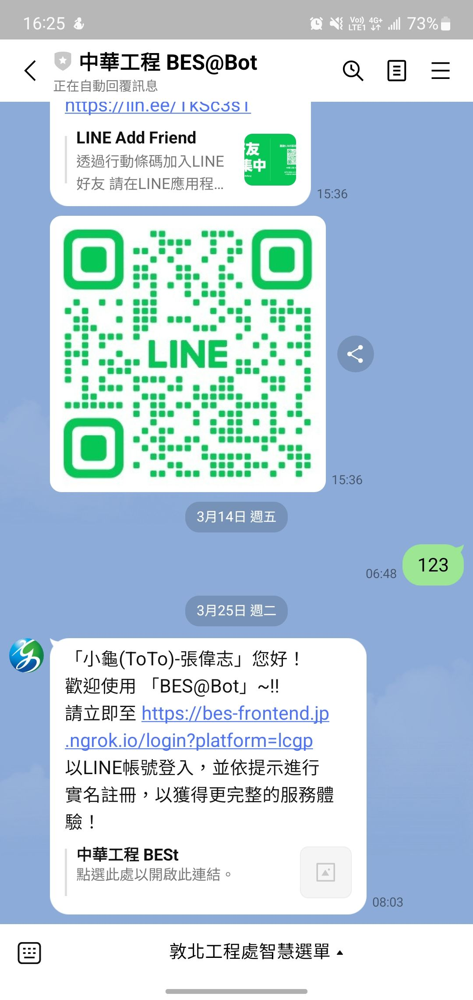 16:25
Vo)) LTE1 4G+ 73%
中華工程 BES@Bot
正在自動回覆訊息
https://lin.ee/TkSc3sT
LINE Add Friend
透過行動條碼加入LINE
好友 請在LINE應用程...
友
集中
15:36
LINE
15:36
3月14日 週五
123
06:48
3月25日 週二
「小龜(ToTo)-張偉志」您好！
歡迎使用 「BES@Bot」~!!
請立即至 https://bes-frontend.jp
.ngrok.io/login?platform=lcgp
以LINE帳號登入，並依提示進行
實名註冊，以獲得更完整的服務體
驗！
中華工程 BESt
點選此處以開啟此連結。
08:03
敦北工程處智慧選單